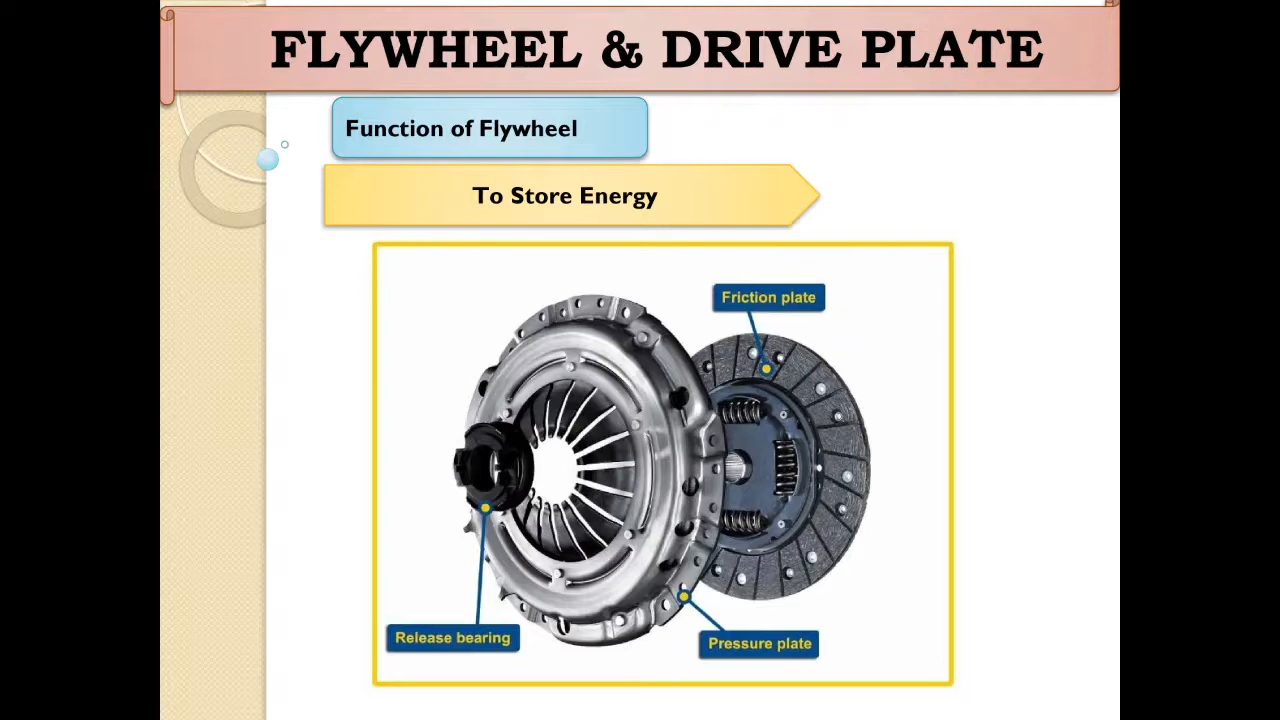 FLYWHEEL & DRIVE PLATE
Function of Flywheel
To Store Energy
Friction plate
Release bearing
Pressure plate